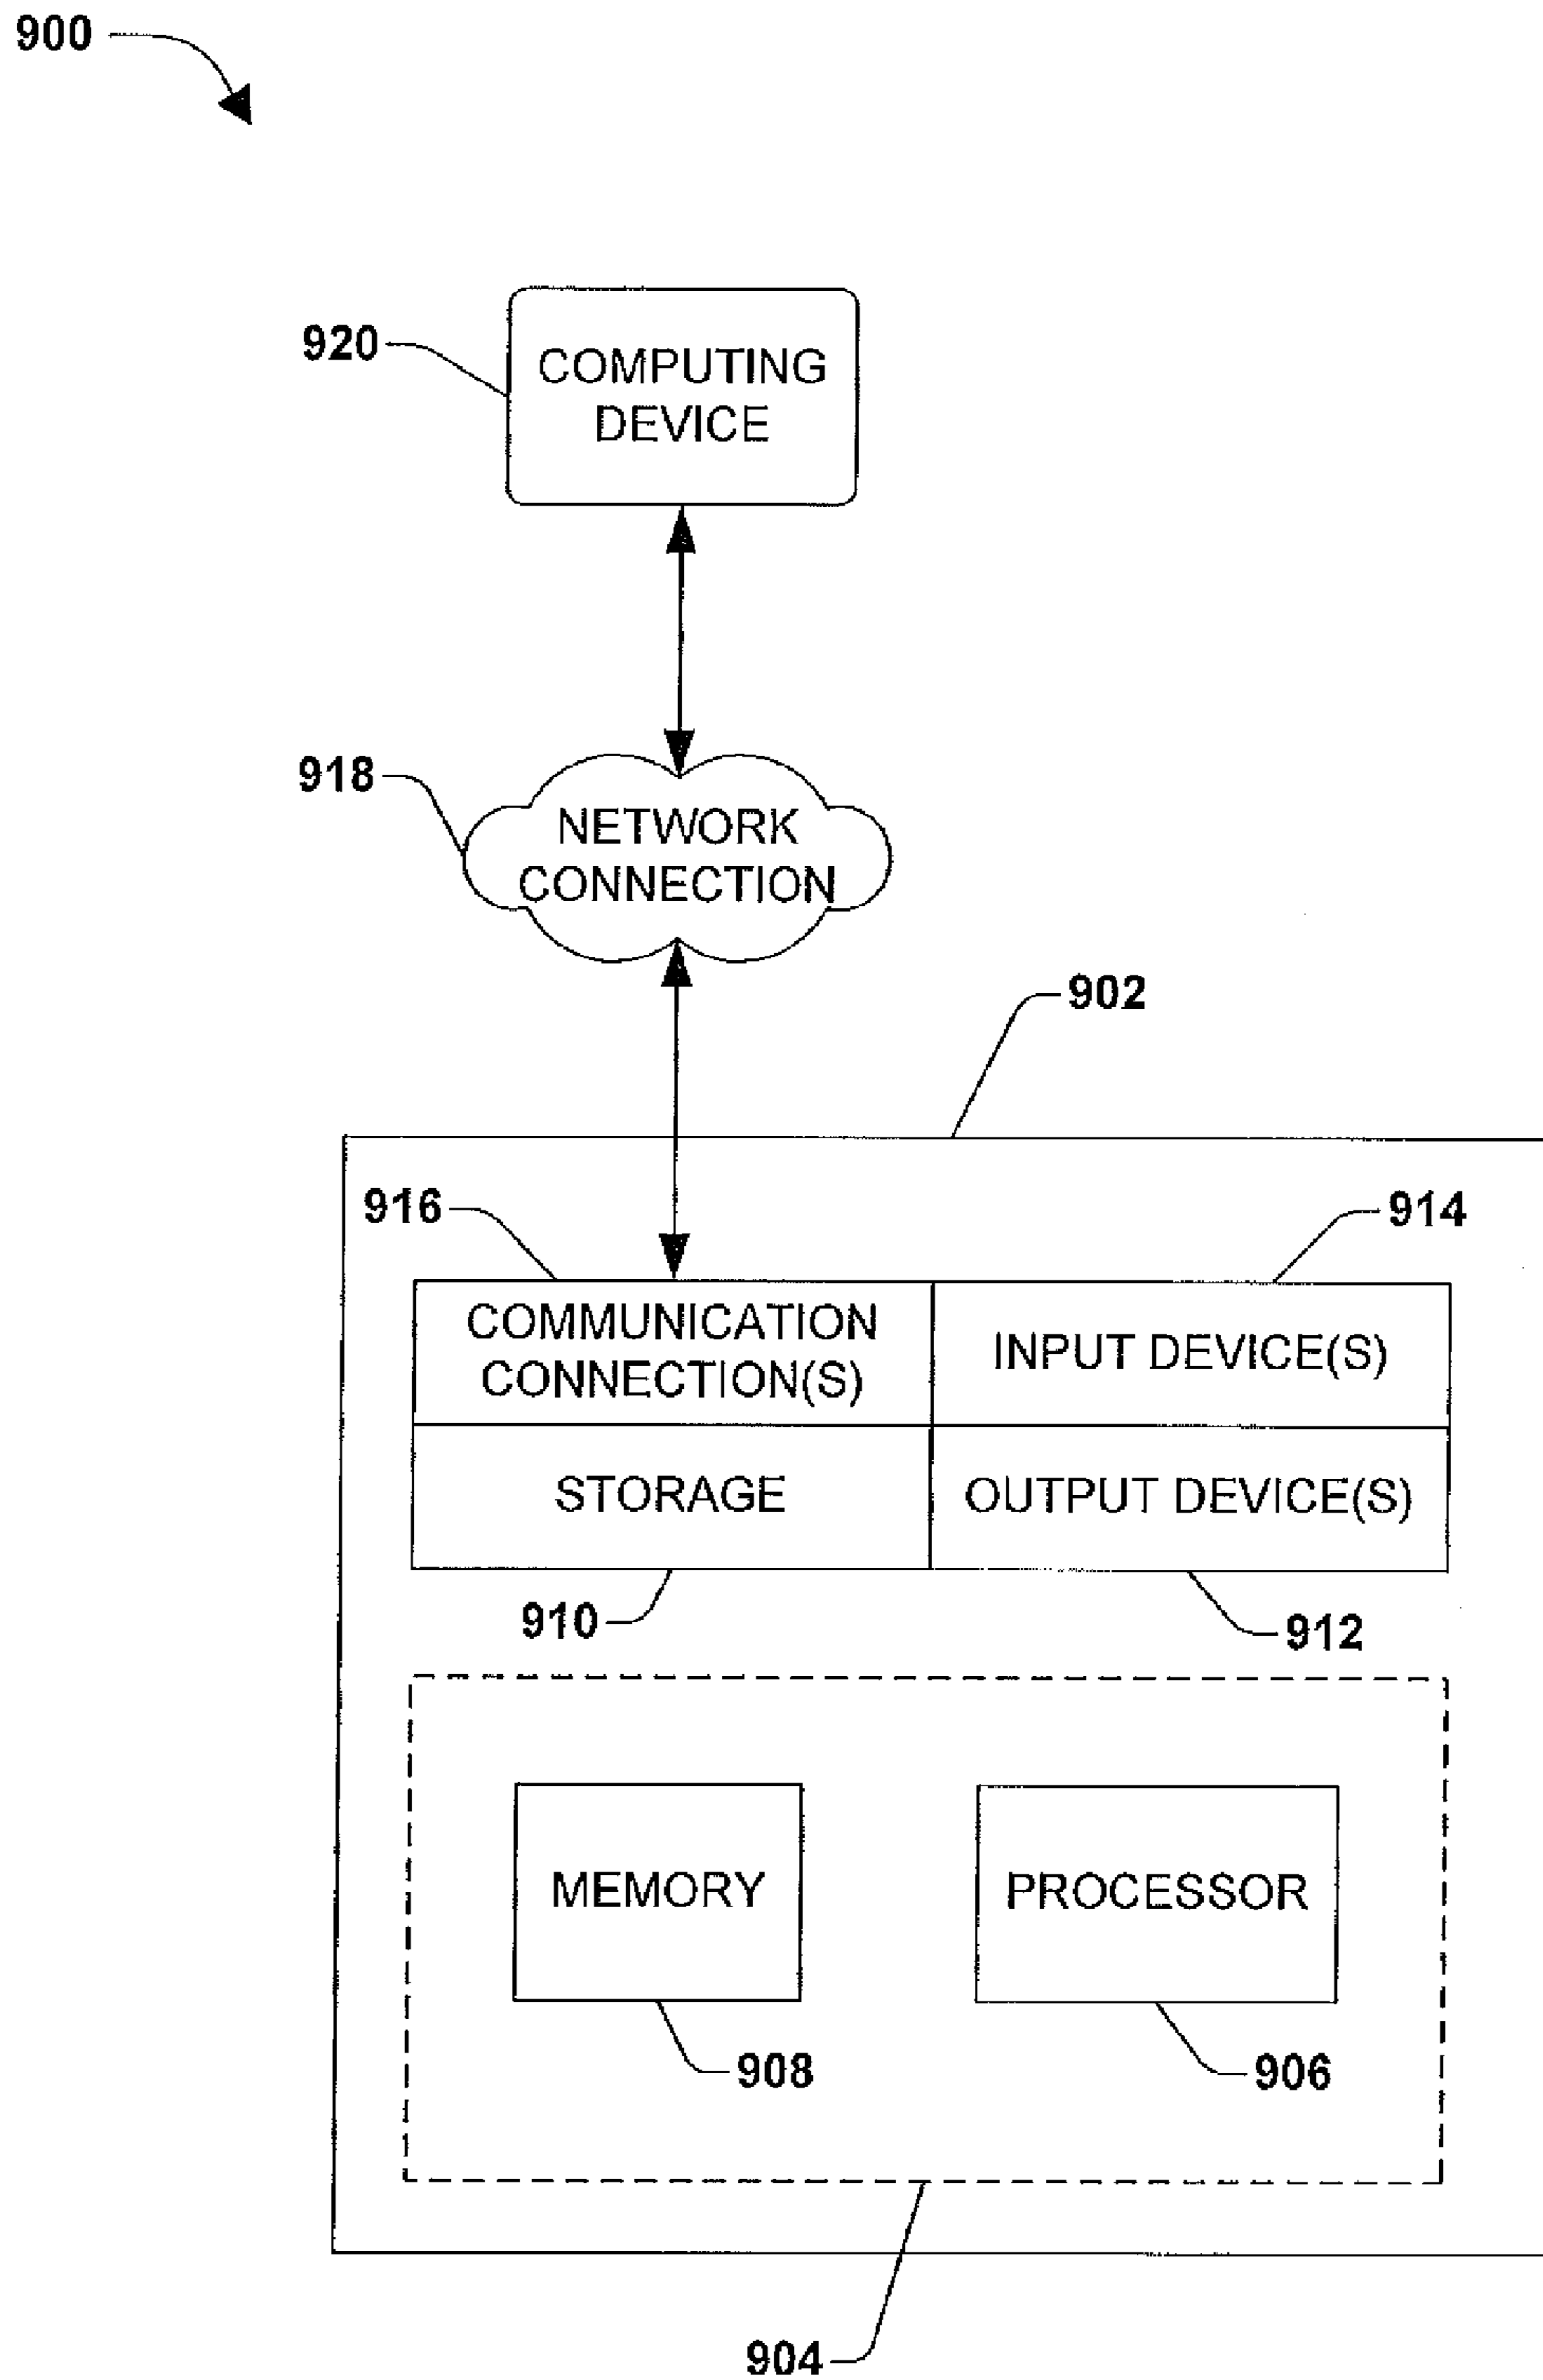 900
920
COMPUTING
DEVICE
918
NETWORK
CONNECTION
902
916
914
COMMUNICATION
CONNECTION(S)
INPUT DEVICE(S)
STORAGE
OUTPUT DEVICE(S)
910
912
MEMORY
PROCESSOR
908
906
904